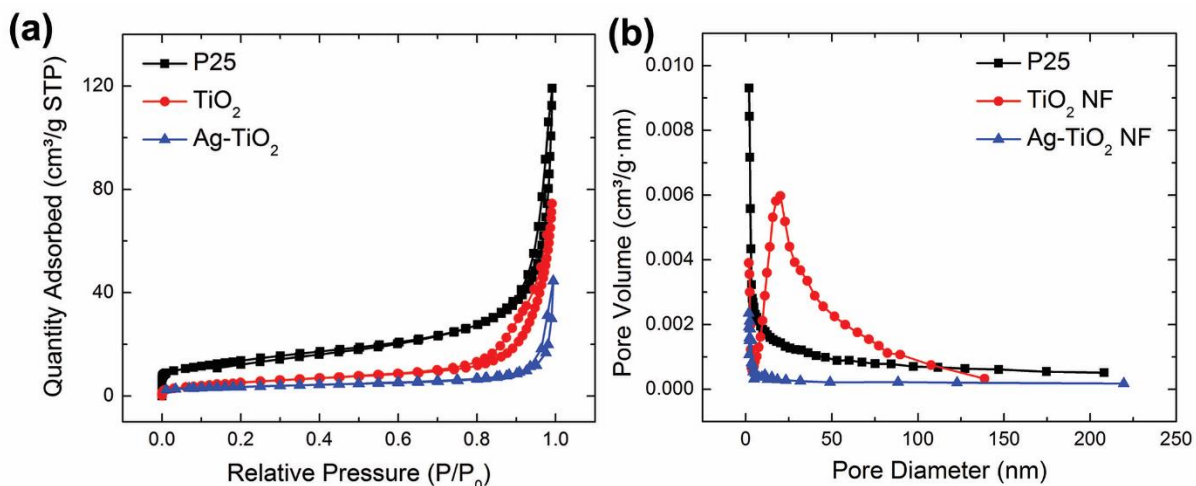 (a)
P25
TiO₂
Ag-TiO₂
Quantity Adsorbed (cm³/g STP)
120
80
40
0
0.0 0.2 0.4 0.6 0.8 1.0
Relative Pressure (P/P₀)
(b)
P25
TiO₂ NF
Ag-TiO₂ NF
Pore Volume (cm³/g·nm)
0.010
0.008
0.006
0.004
0.002
0.000
0 50 100 150 200 250
Pore Diameter (nm)